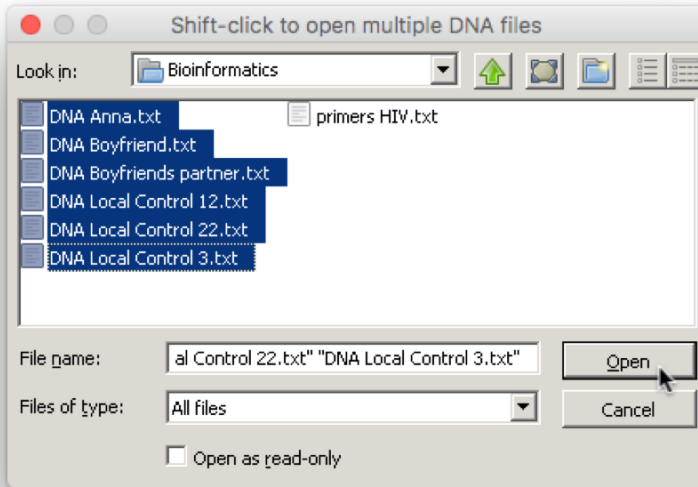 Shift-click to open multiple DNA files
Look in: Bioinformatics
DNA Anna.txt
DNA Boyfriend.txt
DNA Boyfriends partner.txt
DNA Local Control 12.txt
DNA Local Control 22.txt
DNA Local Control 3.txt
primers HIV.txt
File name: al Control 22.txt" "DNA Local Control 3.txt" Open
Files of type: All files Cancel
Open as read-only